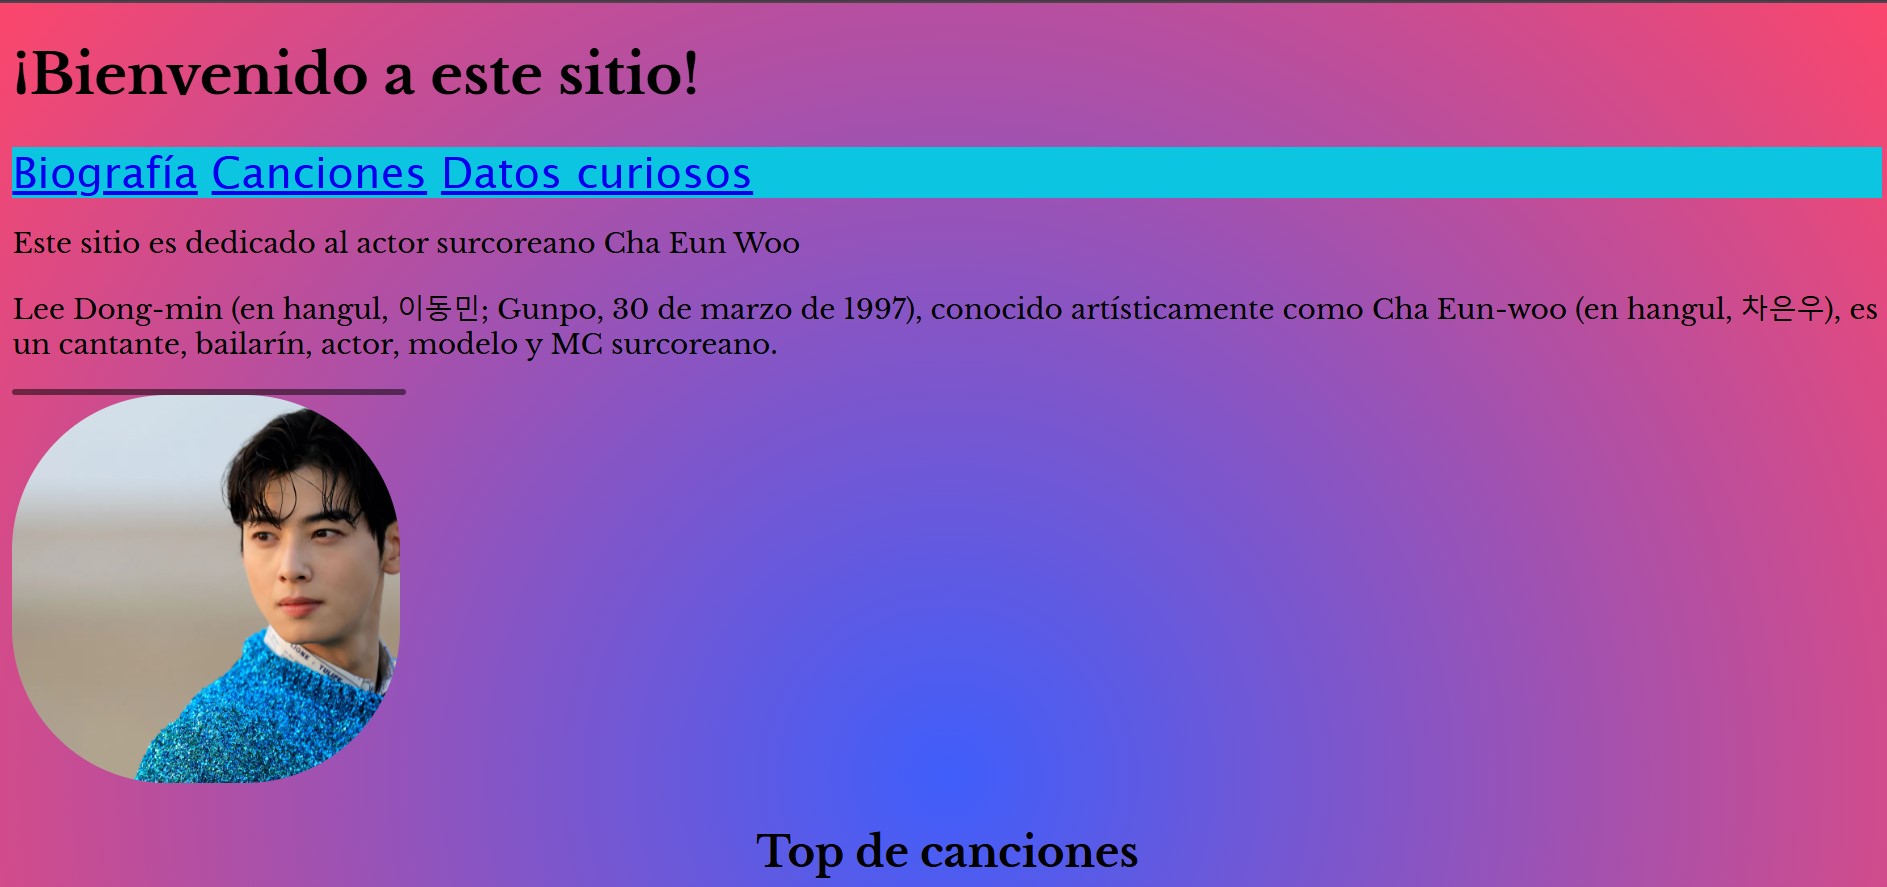 ¡Bienvenido a este sitio!
Biografía Canciones Datos curiosos
Este sitio es dedicado al actor surcoreano Cha Eun Woo
Lee Dong-min (en hangul, 이동민; Gunpo, 30 de marzo de 1997), conocido artísticamente como Cha Eun-woo (en hangul, 차은우), es
un cantante, bailarín, actor, modelo y MC surcoreano.
Top de canciones